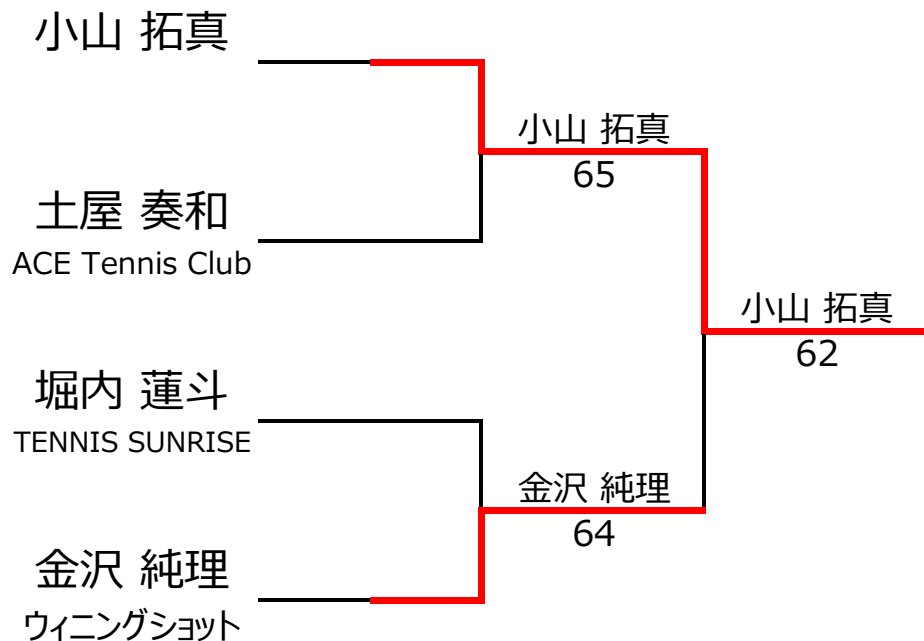 小山 拓真
土屋 奏和
ACE Tennis Club
堀内 蓮斗
TENNIS SUNRISE
金沢 純理
ウィニングショット
小山 拓真
65
金沢 純理
64
小山 拓真
62